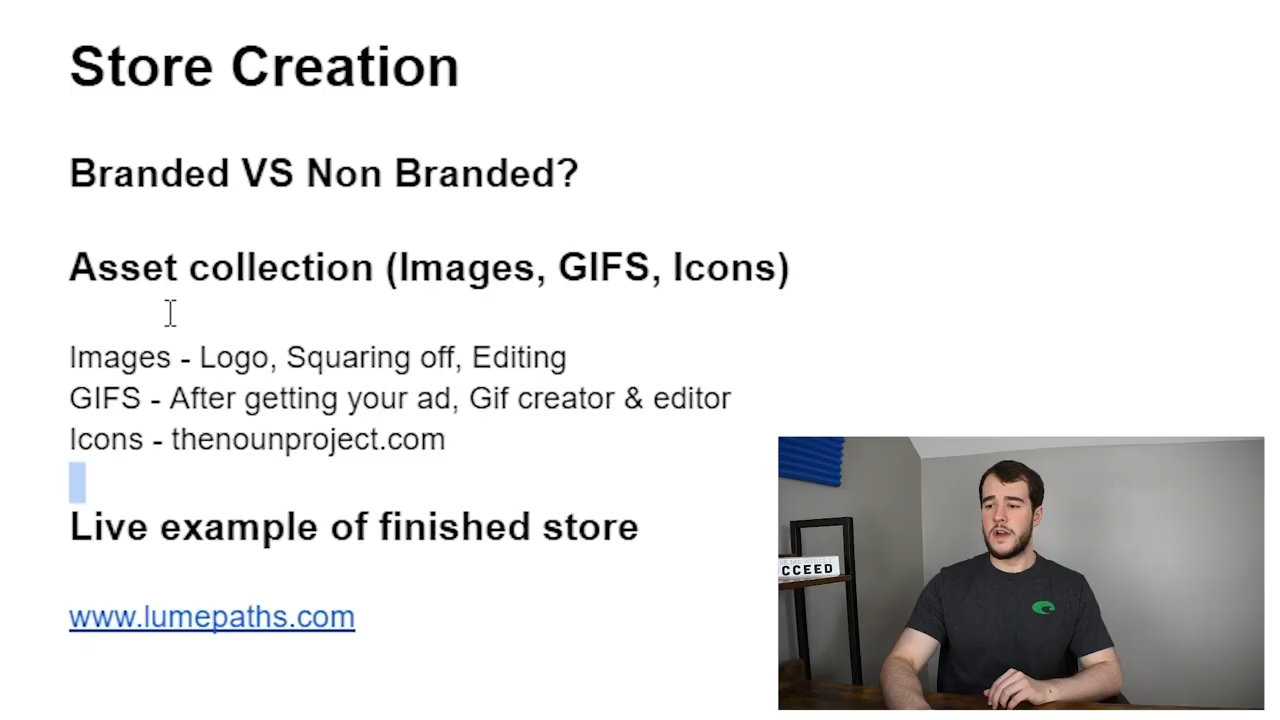 Store Creation
Branded VS Non Branded?
Asset collection (Images, GIFS, Icons)
Images - Logo, Squaring off, Editing
GIFS - After getting your ad, Gif creator & editor
Icons - thenounproject.com
Live example of finished store
www.lumepaths.com
CCEED